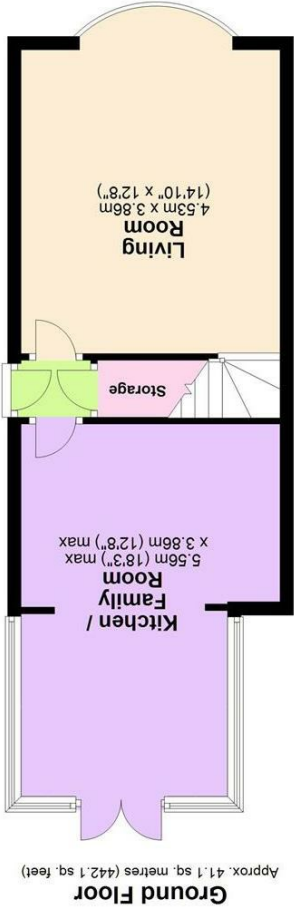 Ground Floor
Approx. 41.1 sq. metres (442.1 sq. feet)
Kitchen /
Family
Room
5.56m (18'3") max
x 3.86m (12'8") max
Storage
Living
Room
4.53m x 3.86m
(14'10" x 12'8")